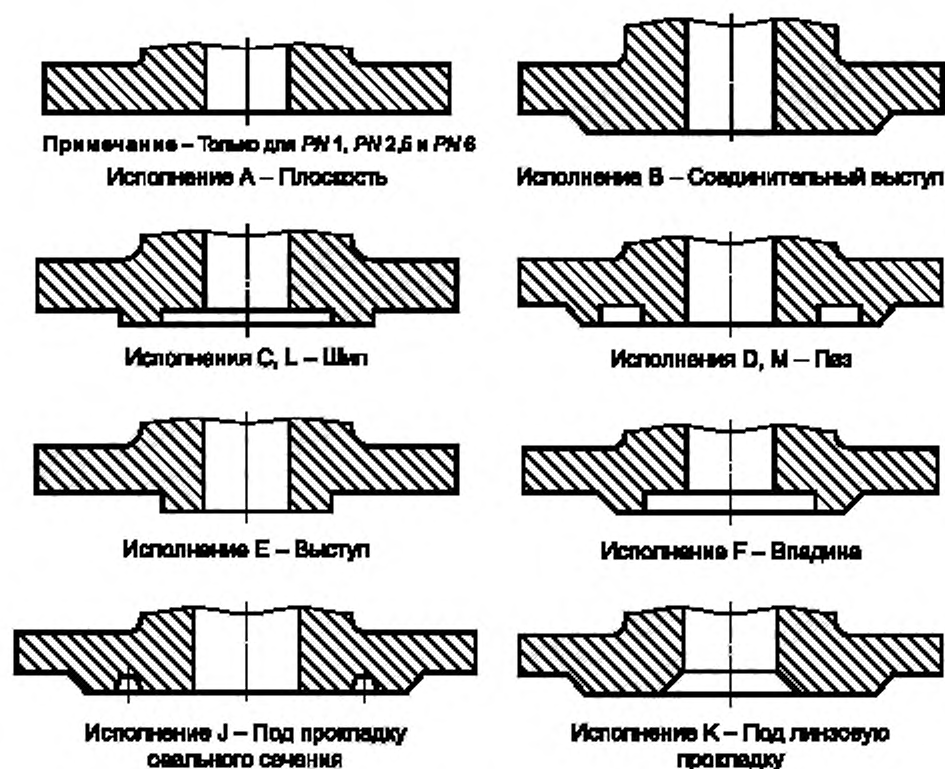 Примечание – Только для PN 1, PN 2,5 и PN 6
Исполнение A – Плоскость
Исполнение B – Соединительный выступ
Исполнения C, L – Шип
Исполнения D, M – Паз
Исполнение E – Выступ
Исполнение F – Впадина
Исполнение J – Под прокладку
овального сечения
Исполнение K – Под линзовую
прокладку